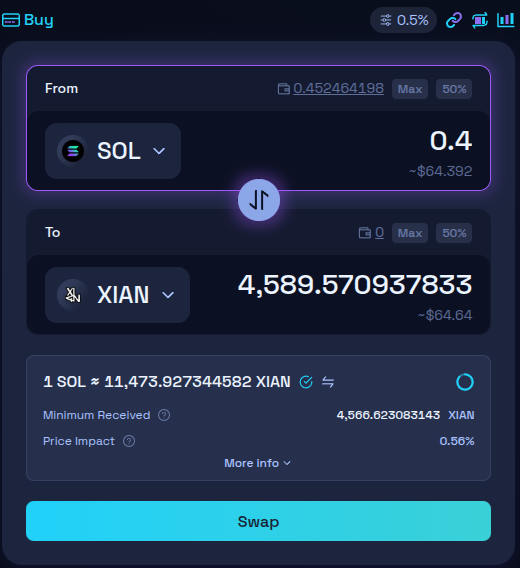 Buy 0.5%
From 0.452464198 Max 50%
SOL 0.4
~$64.392
To 0 Max 50%
XIAN 4,589.570937833
~$64.64
1 SOL ≈ 11,473.927344582 XIAN
Minimum Received ? 4,566.623083143 XIAN
Price Impact ? 0.56%
More Info
Swap